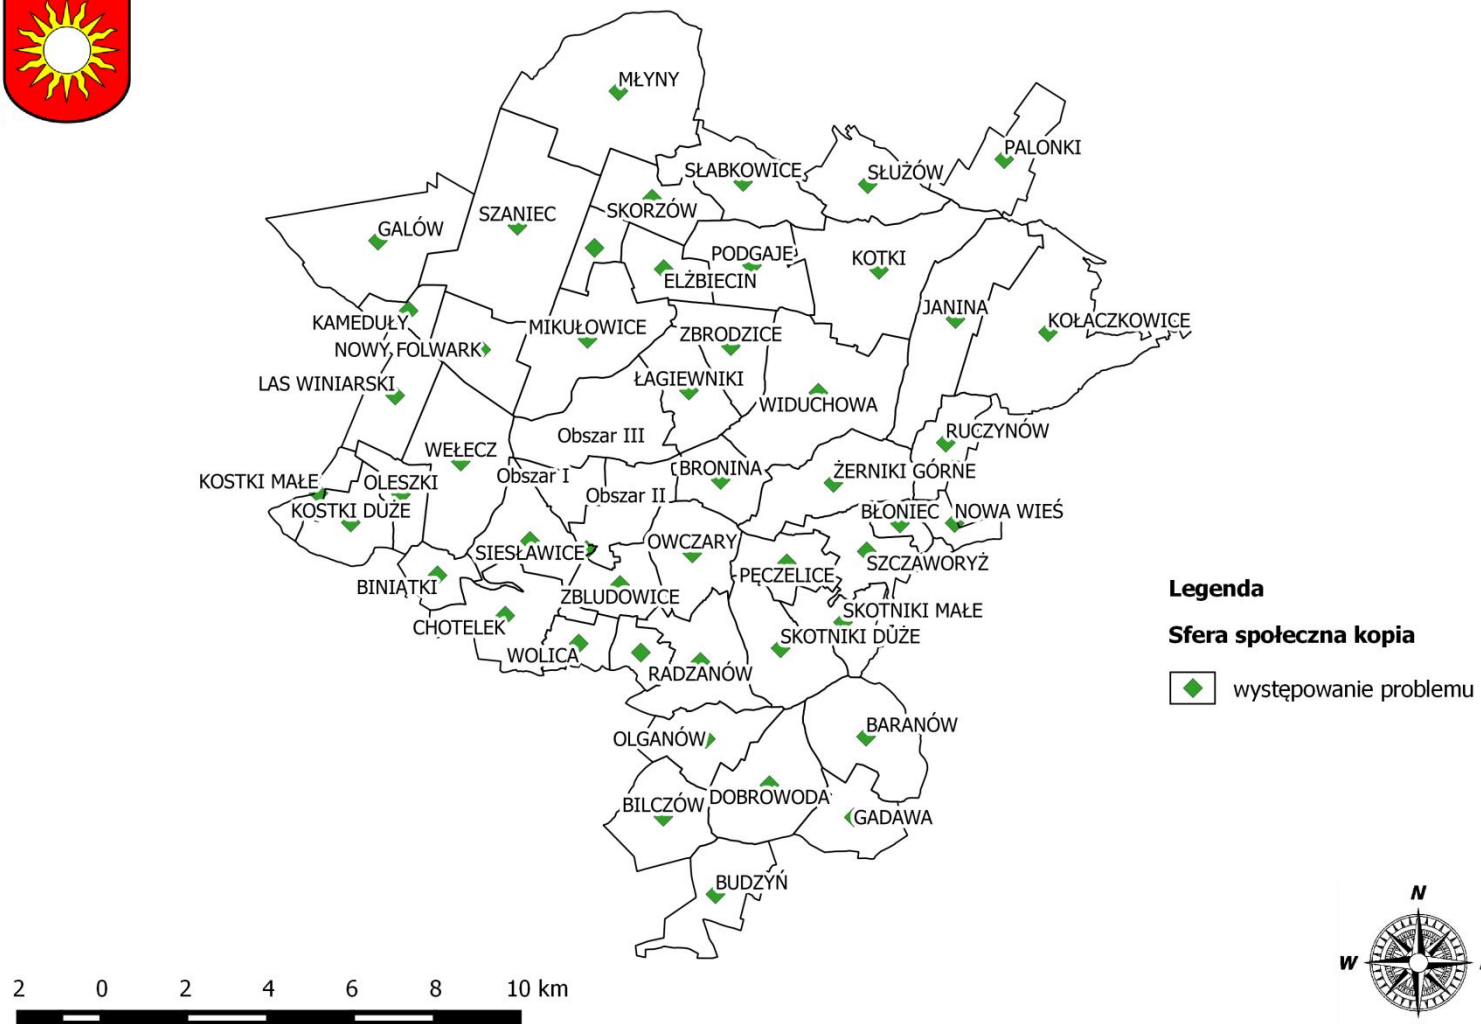 MŁYNY
PALONKI
SŁABKOWICE
SŁUŻÓW
SKORZÓW
SZANIEC
GALÓW
PODGAJE
KOTKI
ELŻBIECIN
JANINA
KOŁACZKOWICE
KAMEDUŁY
MIKUŁOWICE
ZBRODZICE
NOWY FOLWARK
LAS WINIARSKI
ŁAGIEWNIKI
WIDUCHOWA
RUCZYNÓW
Obszar III
WEŁECZ
BRONINA
ŻERNIKI GÓRNE
KOSTKI MAŁE
OLESZKI
Obszar I
Obszar II
KOSTKI DUŻE
BŁONIEC
NOWA WIEŚ
SIESŁAWICE
OWCZARY
SZCZAWORYŻ
PĘCZELICE
BINIĄTKI
ZBLUDOWICE
Legenda
SKOTNIKI MAŁE
CHOTELEK
SKOTNIKI DUŻE
Sfera społeczna kopia
WOLICA
RADZANÓW
występowanie problemu
BARANÓW
OLGANÓW
DOBROWODA
BILCZÓW
GADAWA
BUDZYŃ
N
W
2 0 2 4 6 8 10 km